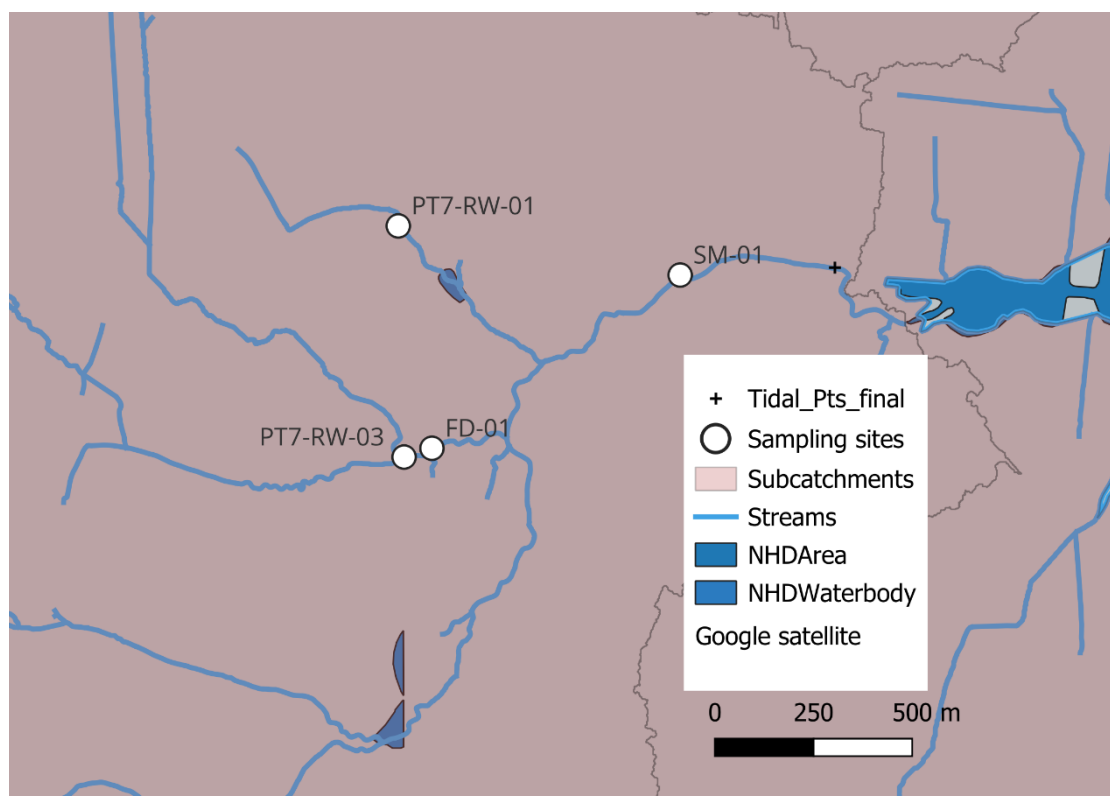 PT7-RW-01
SM-01
PT7-RW-03
FD-01
Tidal_Pts_final
Sampling sites
Subcatchments
Streams
NHDArea
NHDWaterbody
Google satellite
0 250 500 m